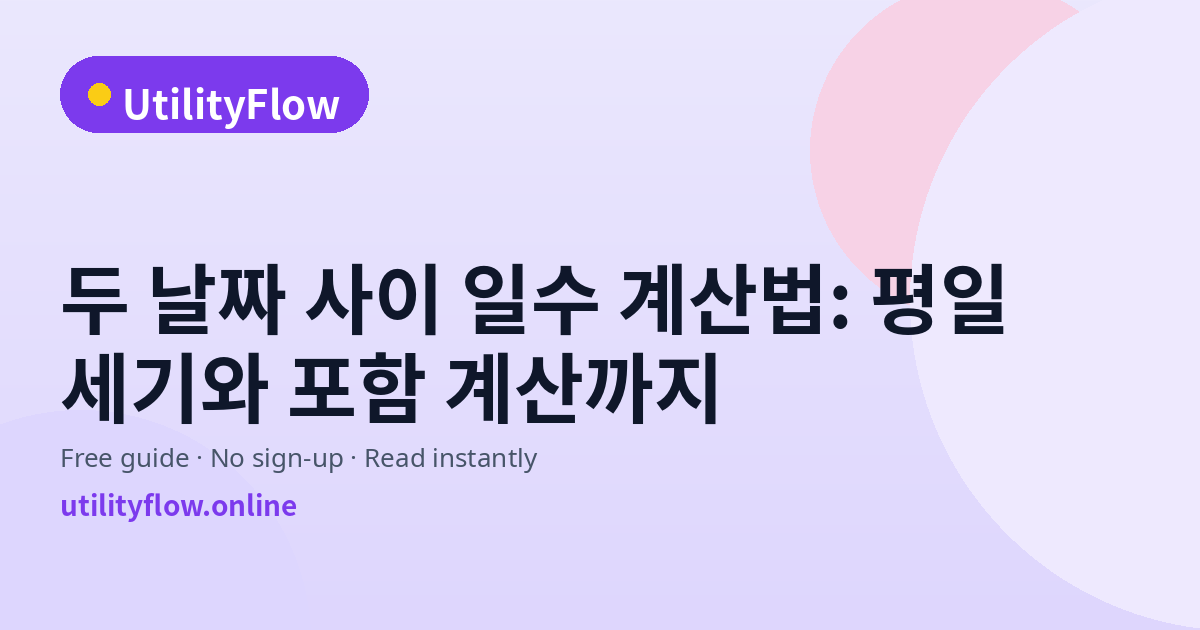 UtilityFlow
두 날짜 사이 일수 계산법: 평일
세기와 포함 계산까지
Free guide · No sign-up · Read instantly
utilityflow.online